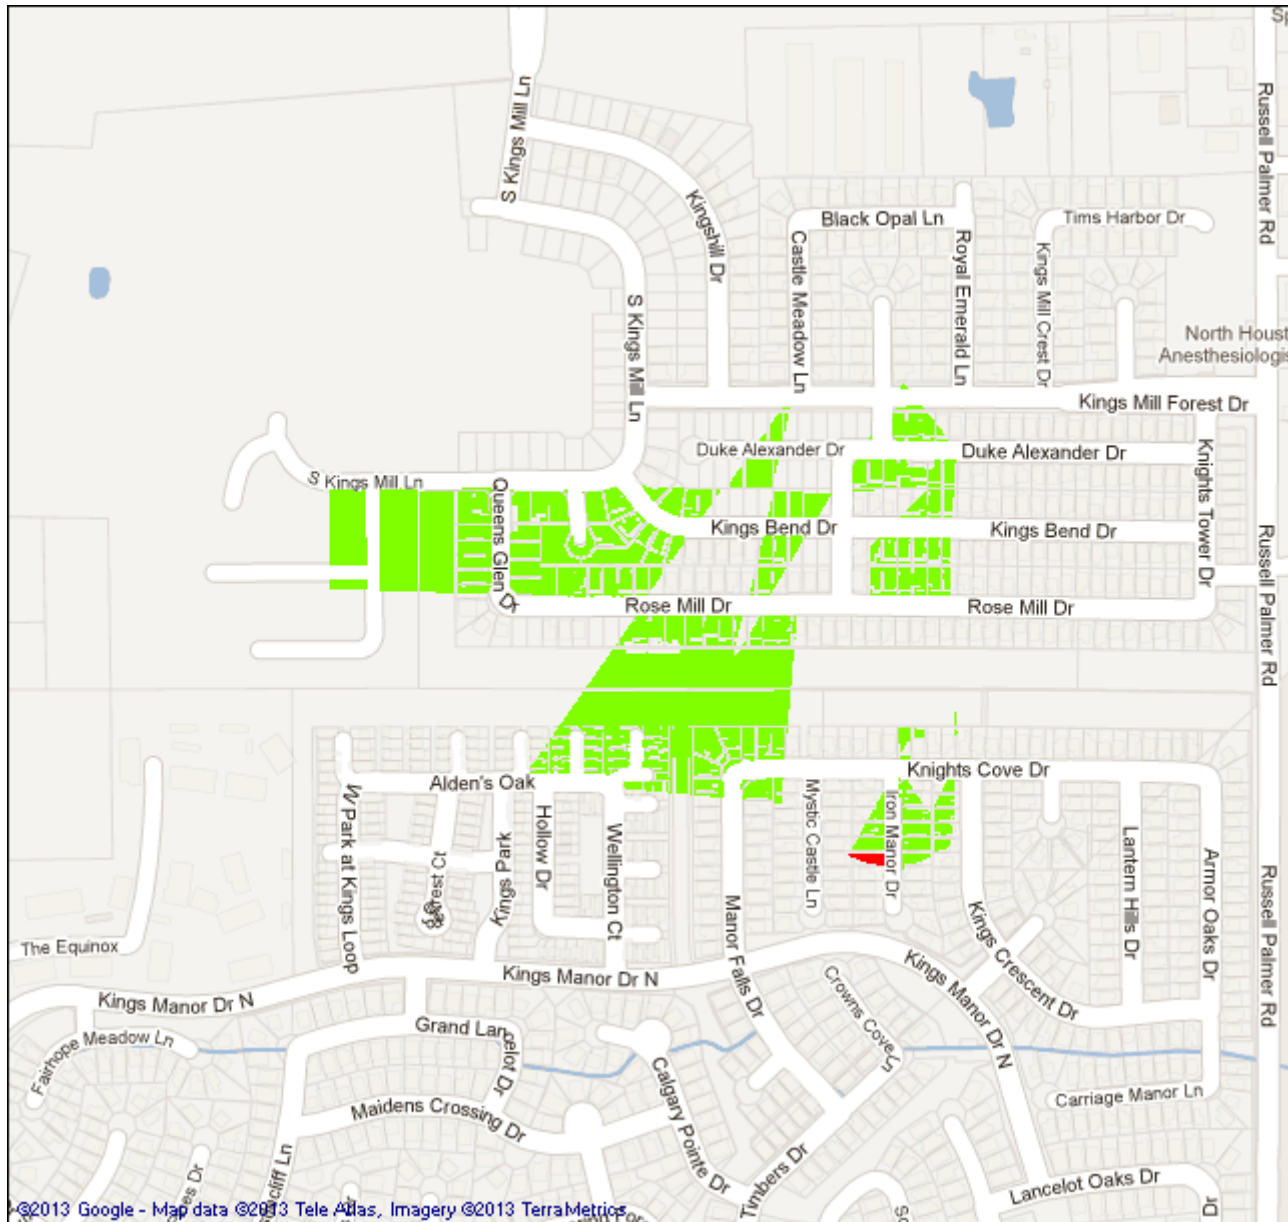 Sp
S Kings Mill Ln
Russell Palmer Rd
Kingshill Dr
Black Opal Ln
Tims Harbor Dr
Castle Meadow Ln
Royal Emerald Ln
Kings Mill Crest Dr
S Kings Mill Ln
North Houst
Anesthesiologis
Kings Mill Forest Dr
Duke Alexander Dr
Duke Alexander Dr
Knights Tower Dr
S Kings Mill Ln
Queens Glen Dr
Kings Bend Dr
Kings Bend Dr
Russell Palmer Rd
Rose Mill Dr
Rose Mill Dr
Alden's Oak
Knights Cove Dr
W Park at Kings Loop
Kings Park
Hollow Dr
Wellington Ct
Mystic Castle Ln
Iron Manor Dr
Lantern Hills Dr
Armor Oaks Dr
Russell Palmer Rd
Manor Falls Dr
The Equinox
Kings Manor Dr N
Kings Manor Dr N
Kings Manor Dr N
Kings Crescent Dr
Crowns Cove
Fairhope Meadow Ln
Grand Lancelot Dr
Calgary Pointe Dr
Maidens Crossing Dr
Timbers Dr
Carriage Manor Ln
Lancelot Oaks Dr
Dr
©2013 Google - Map data ©2013 Tele Atlas, Imagery ©2013 TerraMetrics